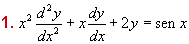 1. x² d²y/dx² + x dy/dx + 2y = sen x